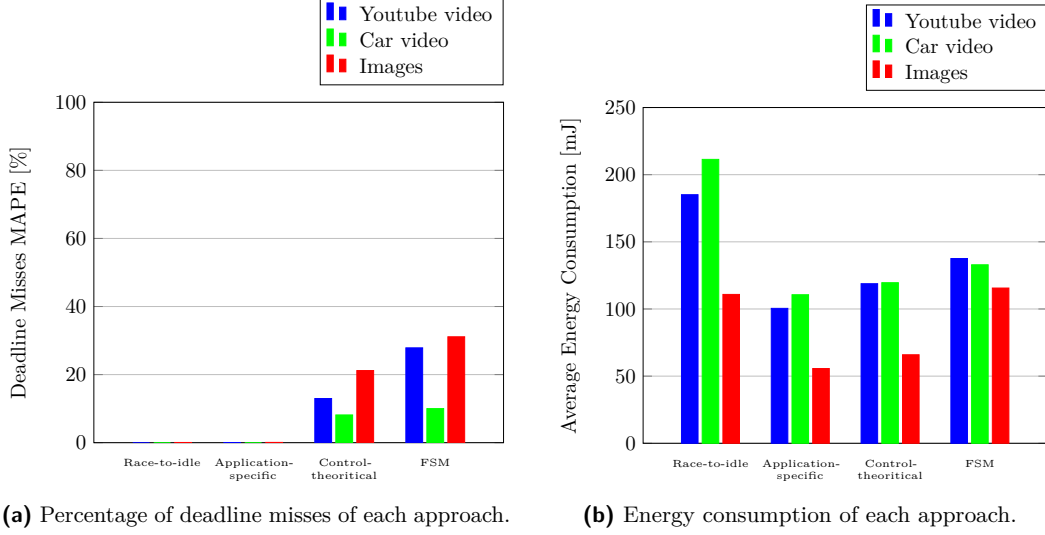 Youtube video
Car video
Images
Deadline Misses MAPE [%]
100
80
60
40
20
0
Race-to-idle
Application-
specific
Control-
theoritical
FSM
(a) Percentage of deadline misses of each approach.
Youtube video
Car video
Images
Average Energy Consumption [mJ]
250
200
150
100
50
0
Race-to-idle
Application-
specific
Control-
theoritical
FSM
(b) Energy consumption of each approach.